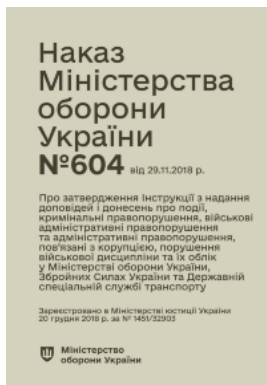 Наказ
Міністерства
оборони
України
№604 від 29.11.2018 р.
Про затвердження Інструкції з надання
доповідей і донесень про події,
кримінальні правопорушення, військові
адміністративні правопорушення
та адміністративні правопорушення,
пов’язані з корупцією, порушення
військової дисципліни та їх облік
у Міністерстві оборони України,
Збройних Силах України та Державній
спеціальній службі транспорту
Зареєстровано в Міністерстві юстиції України
20 грудня 2018 р. за № 1451/32903
Міністерство
оборони України